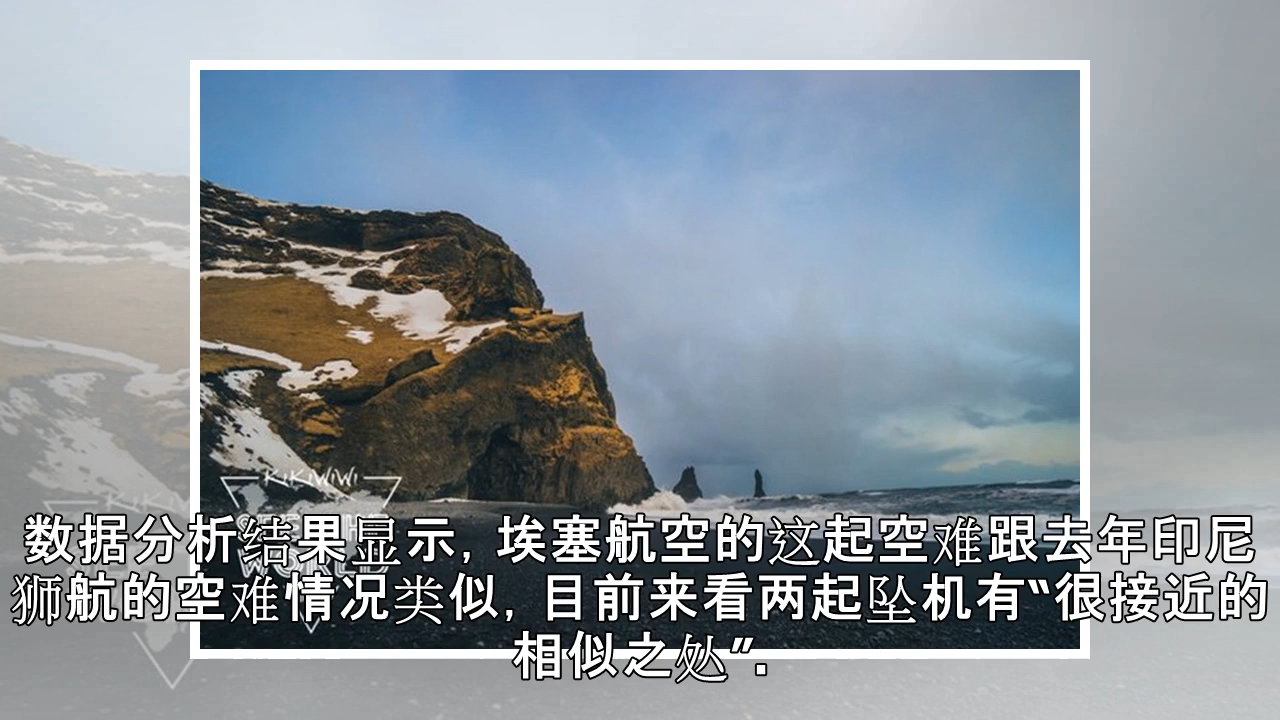 KIKIWIWI
数据分析结果显示, 埃塞航空的这起空难跟去年印尼
狮航的空难情况类似, 目前来看两起坠机有“很接近的
相似之处”.